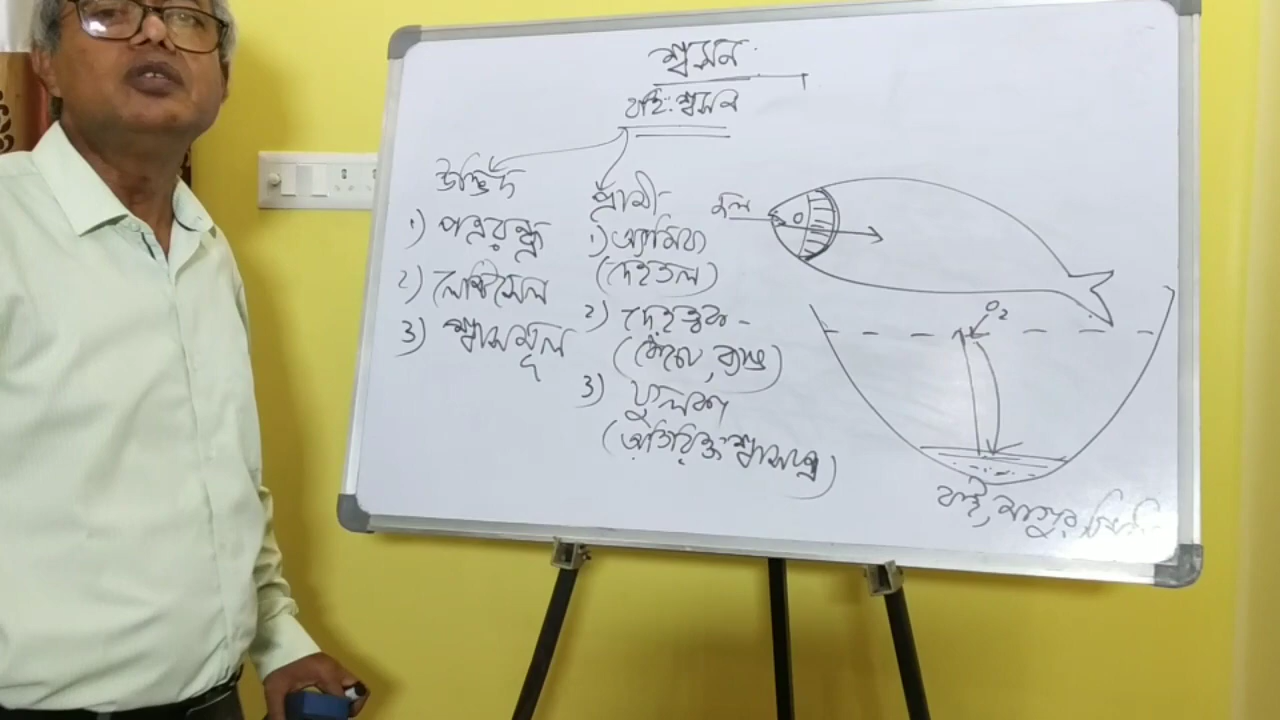 শ্বসন
বহিঃশ্বসন
উদ্ভিদ
১) পত্ররন্ধ্র
২) লেন্টিসেল
৩) শ্বাসমূল
প্রাণী
১) অ্যামিবা
(দেহতল)
২) দেহত্বক -
(কেঁচো, ব্যাঙ)
৩) ফুলকা
(অতিরিক্ত শ্বাসযন্ত্র)
জল
O₂
কই, মাগুর, সিঙ্গি